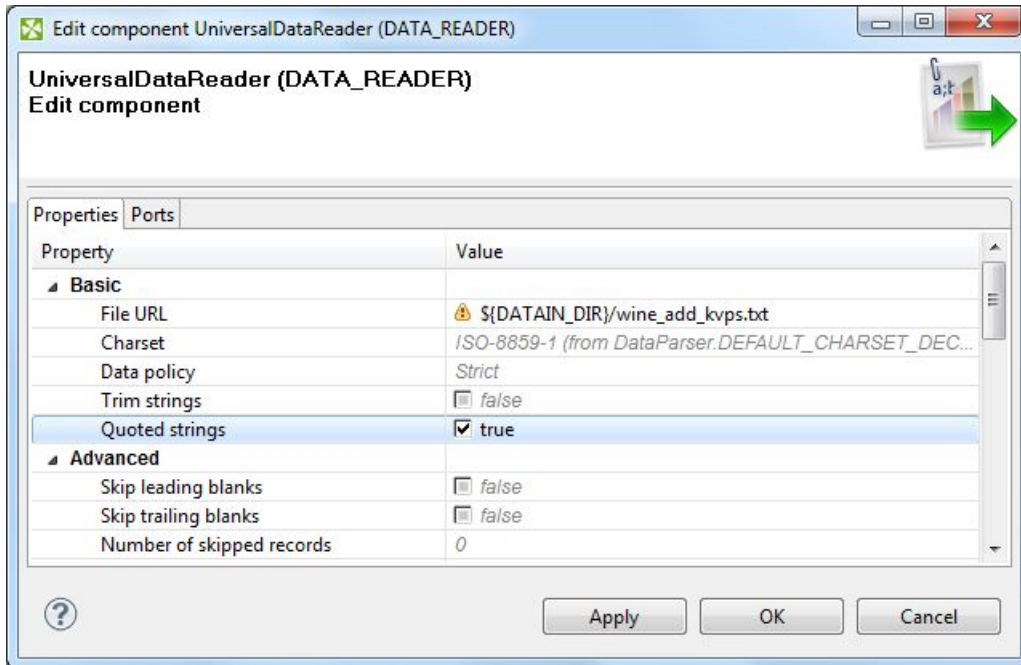 Edit component UniversalDataReader (DATA_READER)
UniversalDataReader (DATA_READER)
Edit component
a;b
Properties Ports
Property Value
Basic
File URL ${DATAIN_DIR}/wine_add_kvps.txt
Charset ISO-8859-1 (from DataParser.DEFAULT_CHARSET_DEC...
Data policy Strict
Trim strings false
Quoted strings true
Advanced
Skip leading blanks false
Skip trailing blanks false
Number of skipped records 0
? Apply OK Cancel